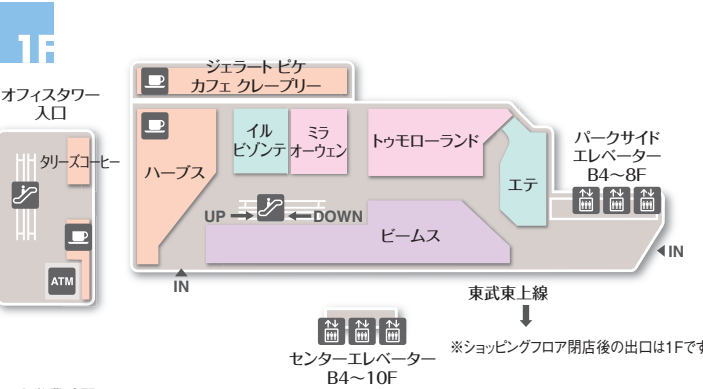 1F
オフィスタワー
入口
タリーズコーヒー
ATM
ジェラート ピケ
カフェ クレープリー
ハーブス
イル
ビゾンテ
ミラ
オーウェン
トゥモローランド
エテ
パークサイド
エレベーター
B4～8F
UP
DOWN
ビームス
IN
IN
東武東上線
センターエレベーター
B4～10F
※ショッピングフロア閉店後の出口は1Fです